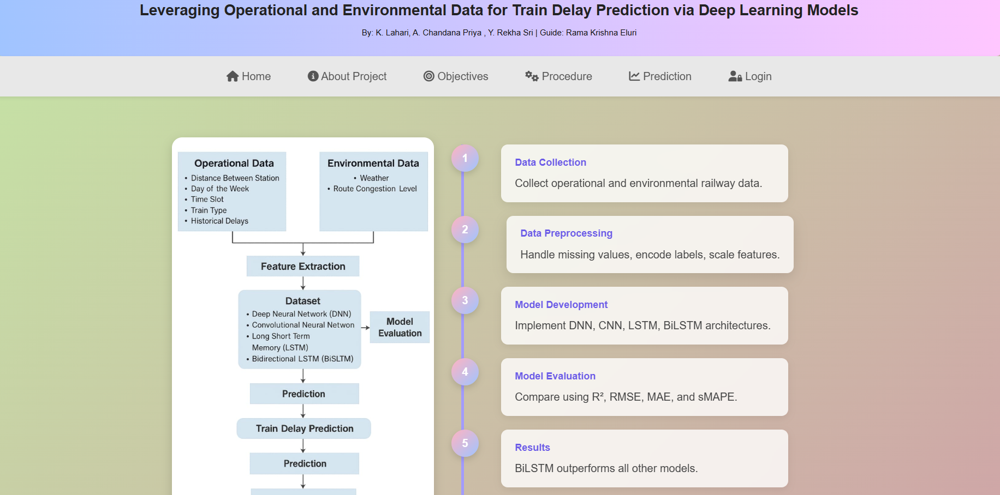 Leveraging Operational and Environmental Data for Train Delay Prediction via Deep Learning Models
By: K. Lahari, A. Chandana Priya , Y. Rekha Sri | Guide: Rama Krishna Eluri
Home
About Project
Objectives
Procedure
Prediction
Login
Operational Data
• Distance Between Station
• Day of the Week
• Time Slot
• Train Type
• Historical Delays
Environmental Data
• Weather
• Route Congestion Level
Feature Extraction
Dataset
• Deep Neural Network (DNN)
• Convolutional Neural Netwon
• Long Short Term
Memory (LSTM)
• Bidirectional LSTM (BiSLTM)
Model
Evaluation
Prediction
Train Delay Prediction
Prediction
1
Data Collection
Collect operational and environmental railway data.
2
Data Preprocessing
Handle missing values, encode labels, scale features.
3
Model Development
Implement DNN, CNN, LSTM, BiLSTM architectures.
4
Model Evaluation
Compare using R², RMSE, MAE, and sMAPE.
5
Results
BiLSTM outperforms all other models.